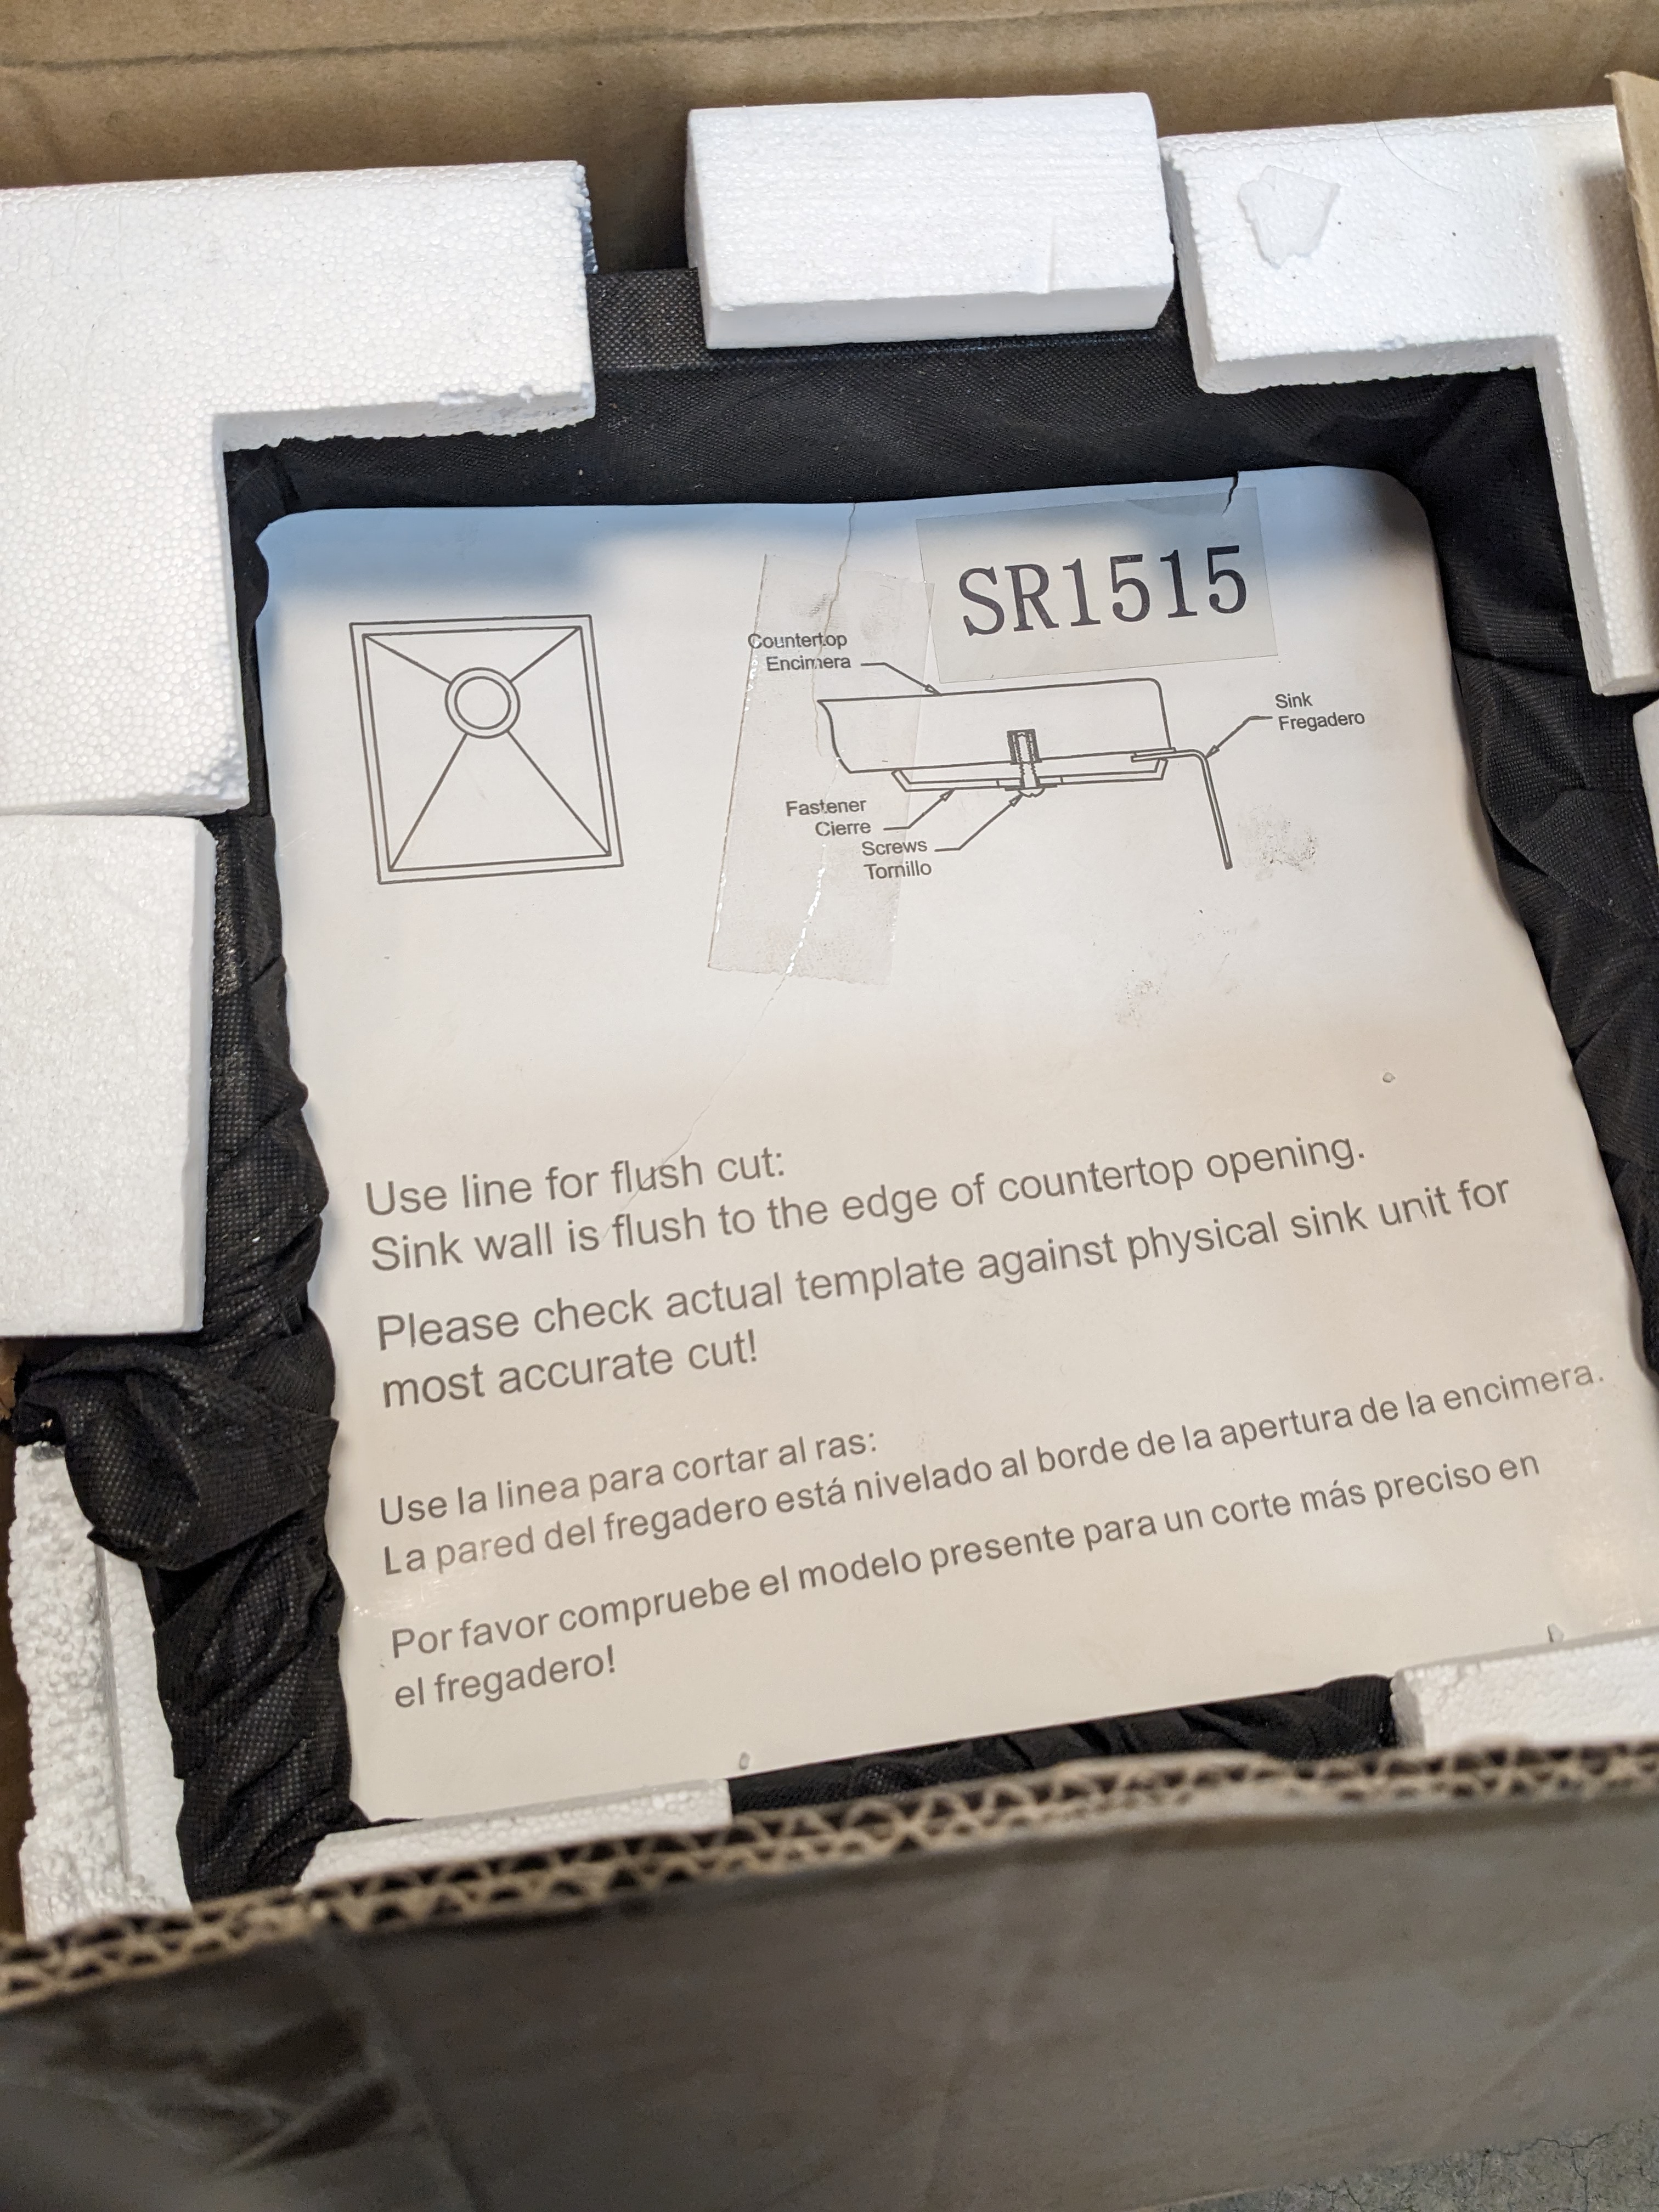 SR1515
Countertop
Encimera
Sink
Fregadero
Fastener
Cierre
Screws
Tornillo
Use line for flush cut:
Sink wall is flush to the edge of countertop opening.
Please check actual template against physical sink unit for
most accurate cut!
Use la linea para cortar al ras:
La pared del fregadero está nivelado al borde de la apertura de la encimera.
Por favor compruebe el modelo presente para un corte más preciso en
el fregadero!